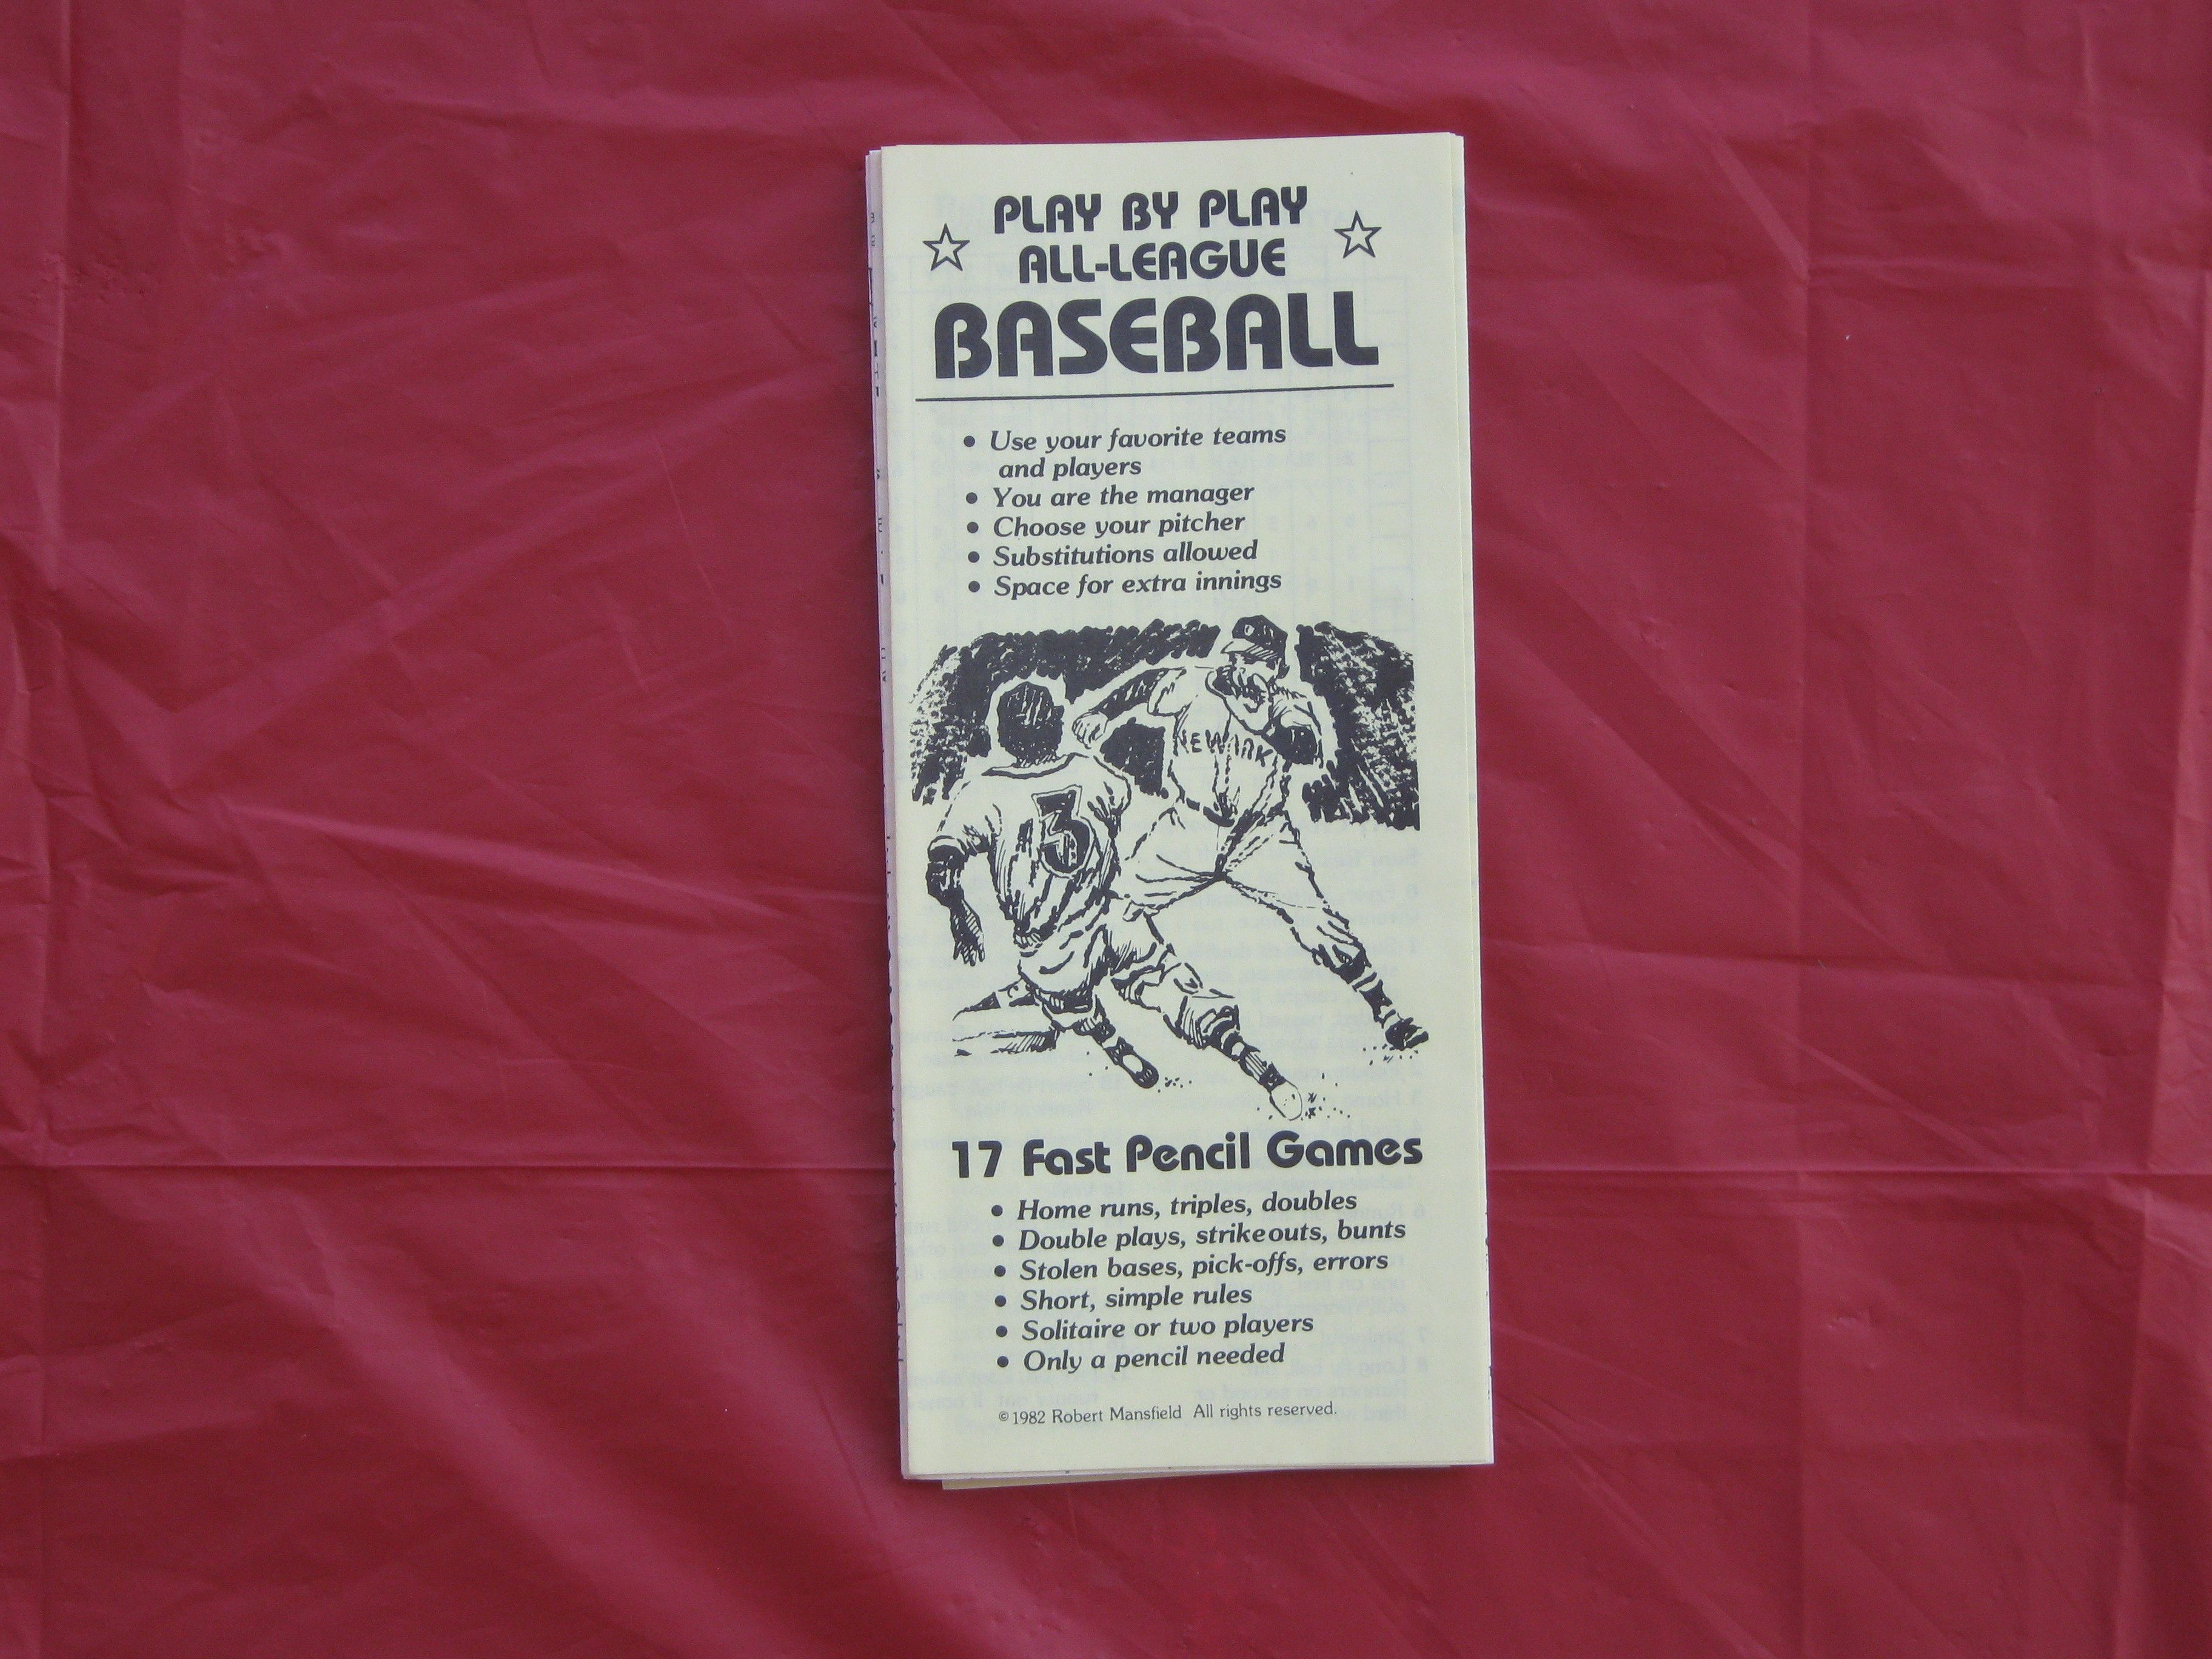 PLAY BY PLAY
ALL-LEAGUE
BASEBALL
• Use your favorite teams
and players
• You are the manager
• Choose your pitcher
• Substitutions allowed
• Space for extra innings
NEWARK
3
17 Fast Pencil Games
• Home runs, triples, doubles
• Double plays, strikeouts, bunts
• Stolen bases, pick-offs, errors
• Short, simple rules
• Solitaire or two players
• Only a pencil needed
©1982 Robert Mansfield All rights reserved.